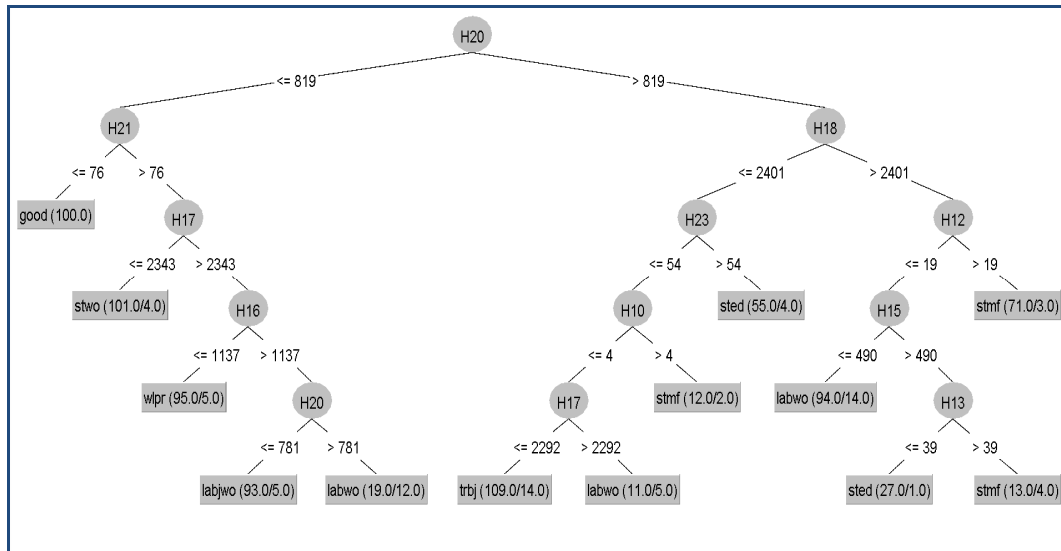 H20
<= 819 > 819
H21 H18
<= 76 > 76 <= 2401 > 2401
good (100.0) H17 H23 H12
<= 2343 > 2343 <= 54 > 54 <= 19 > 19
stwo (101.0/4.0) H16 H10 sted (55.0/4.0) H15 stmf (71.0/3.0)
<= 1137 > 1137 <= 4 > 4 <= 490 > 490
wlpr (95.0/5.0) H20 H17 stmf (12.0/2.0) labwo (94.0/14.0) H13
<= 781 > 781 <= 2292 > 2292 <= 39 > 39
labjwo (93.0/5.0) labwo (19.0/12.0) trbj (109.0/14.0) labwo (11.0/5.0) sted (27.0/1.0) stmf (13.0/4.0)